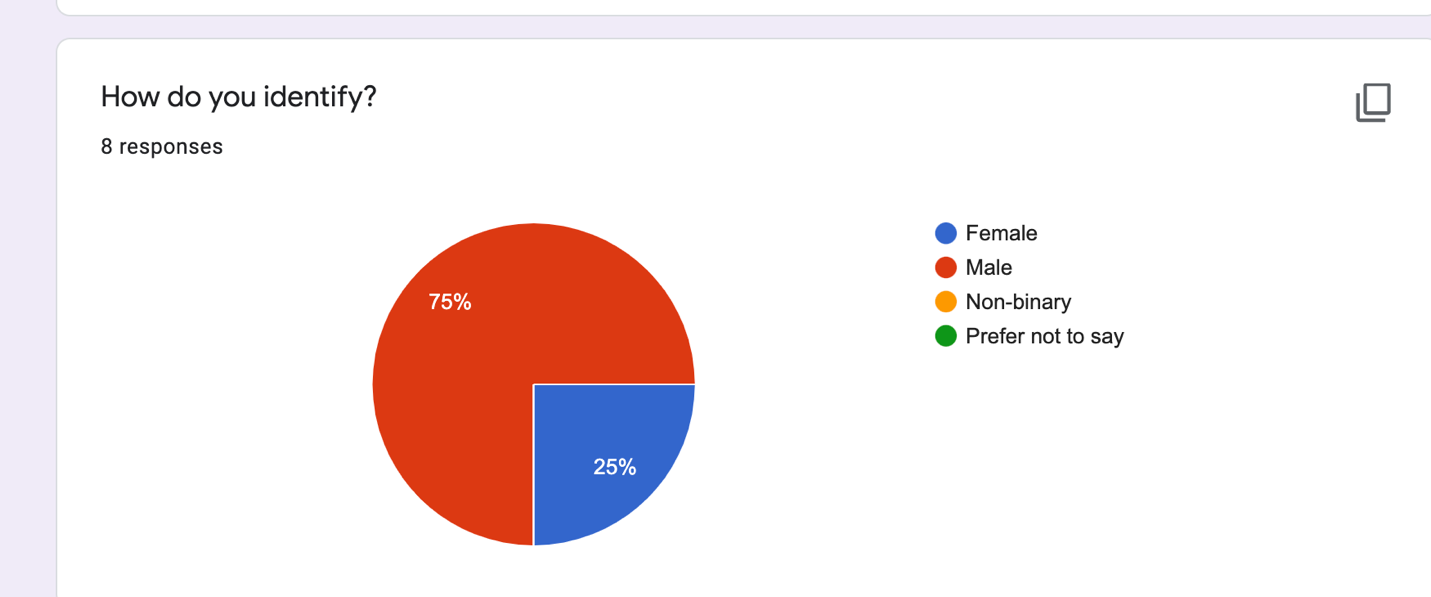 How do you identify?
8 responses
75%
25%
Female
Male
Non-binary
Prefer not to say